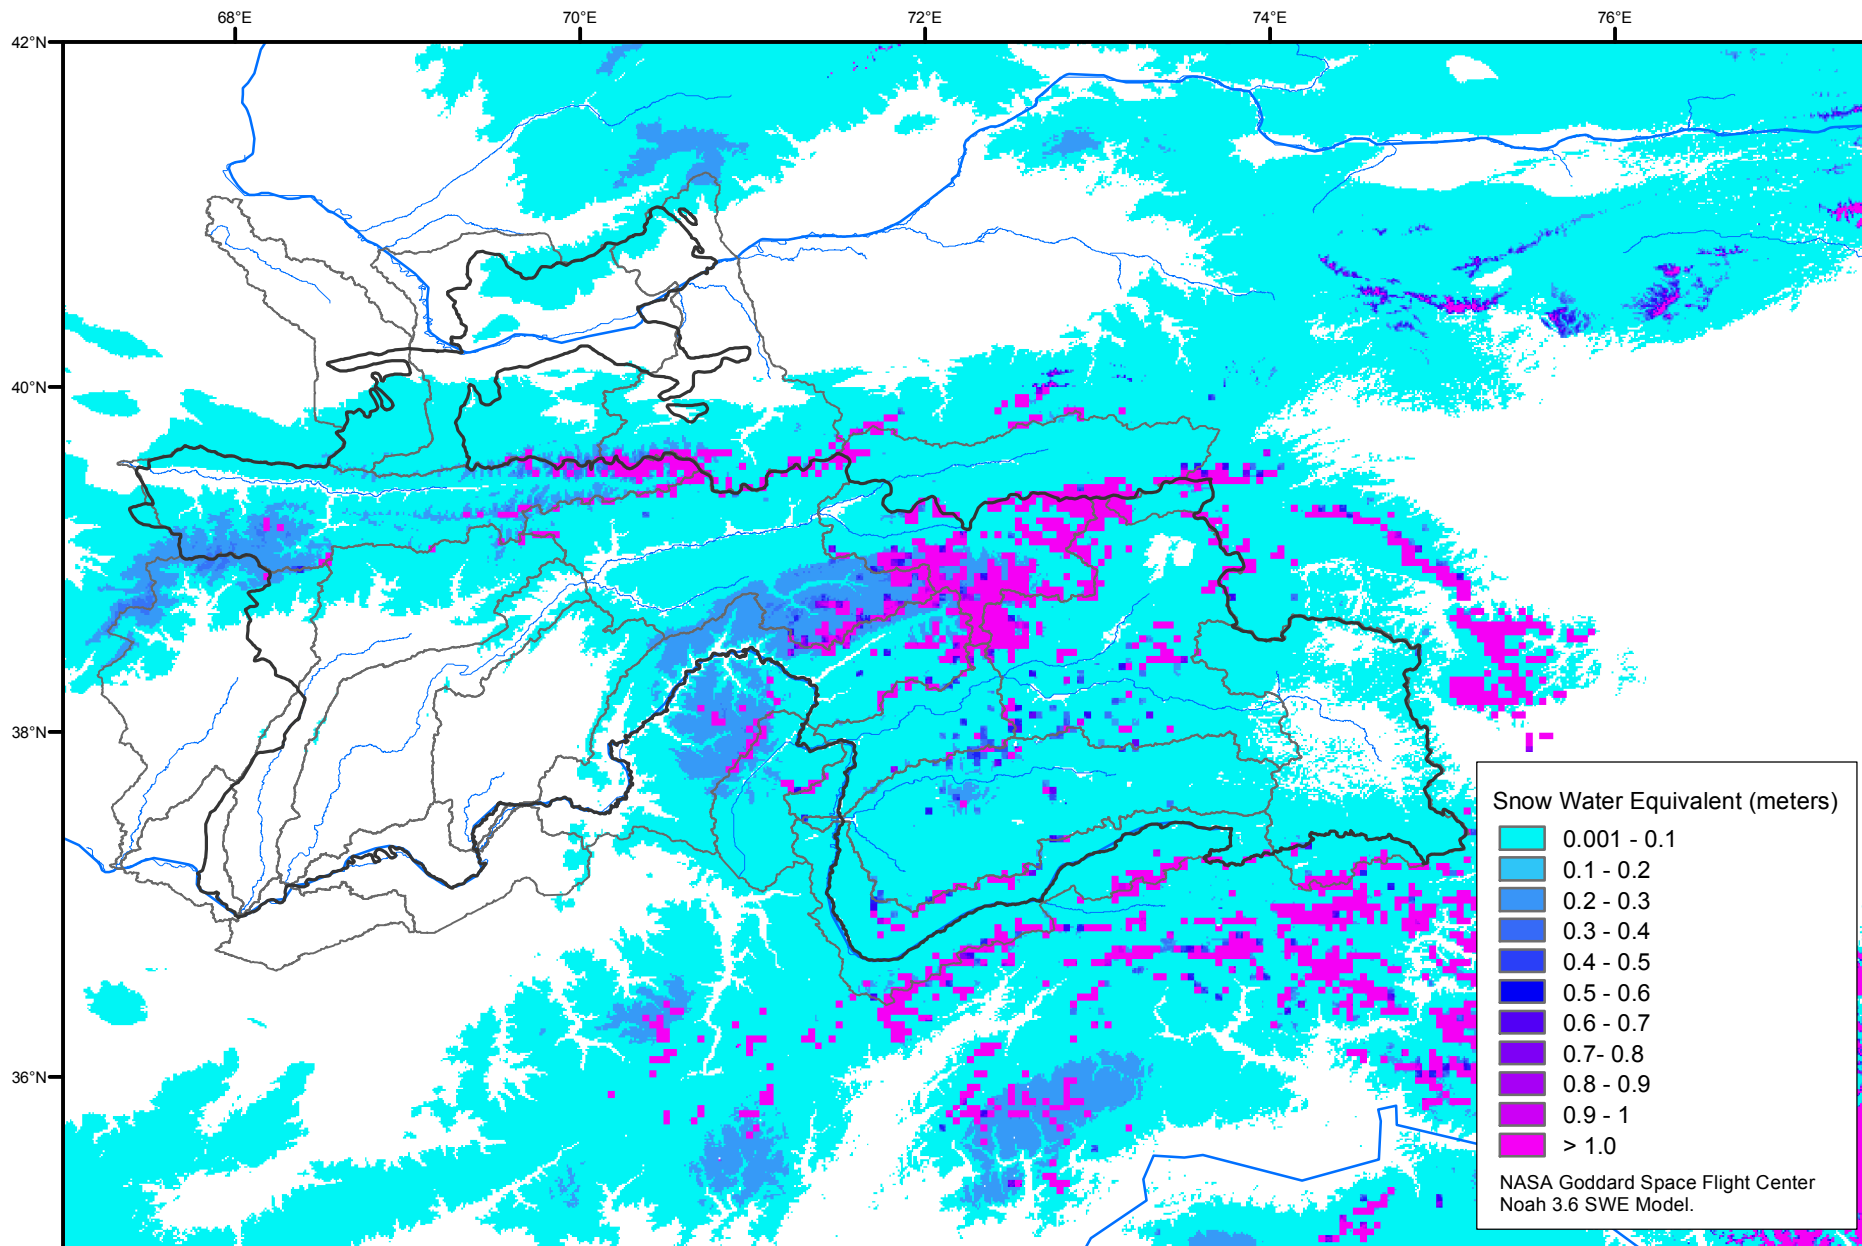 68°E 70°E 72°E 74°E 76°E
42°N
40°N
38°N
36°N
Snow Water Equivalent (meters)
0.001 - 0.1
0.1 - 0.2
0.2 - 0.3
0.3 - 0.4
0.4 - 0.5
0.5 - 0.6
0.6 - 0.7
0.7- 0.8
0.8 - 0.9
0.9 - 1
> 1.0
NASA Goddard Space Flight Center
Noah 3.6 SWE Model.